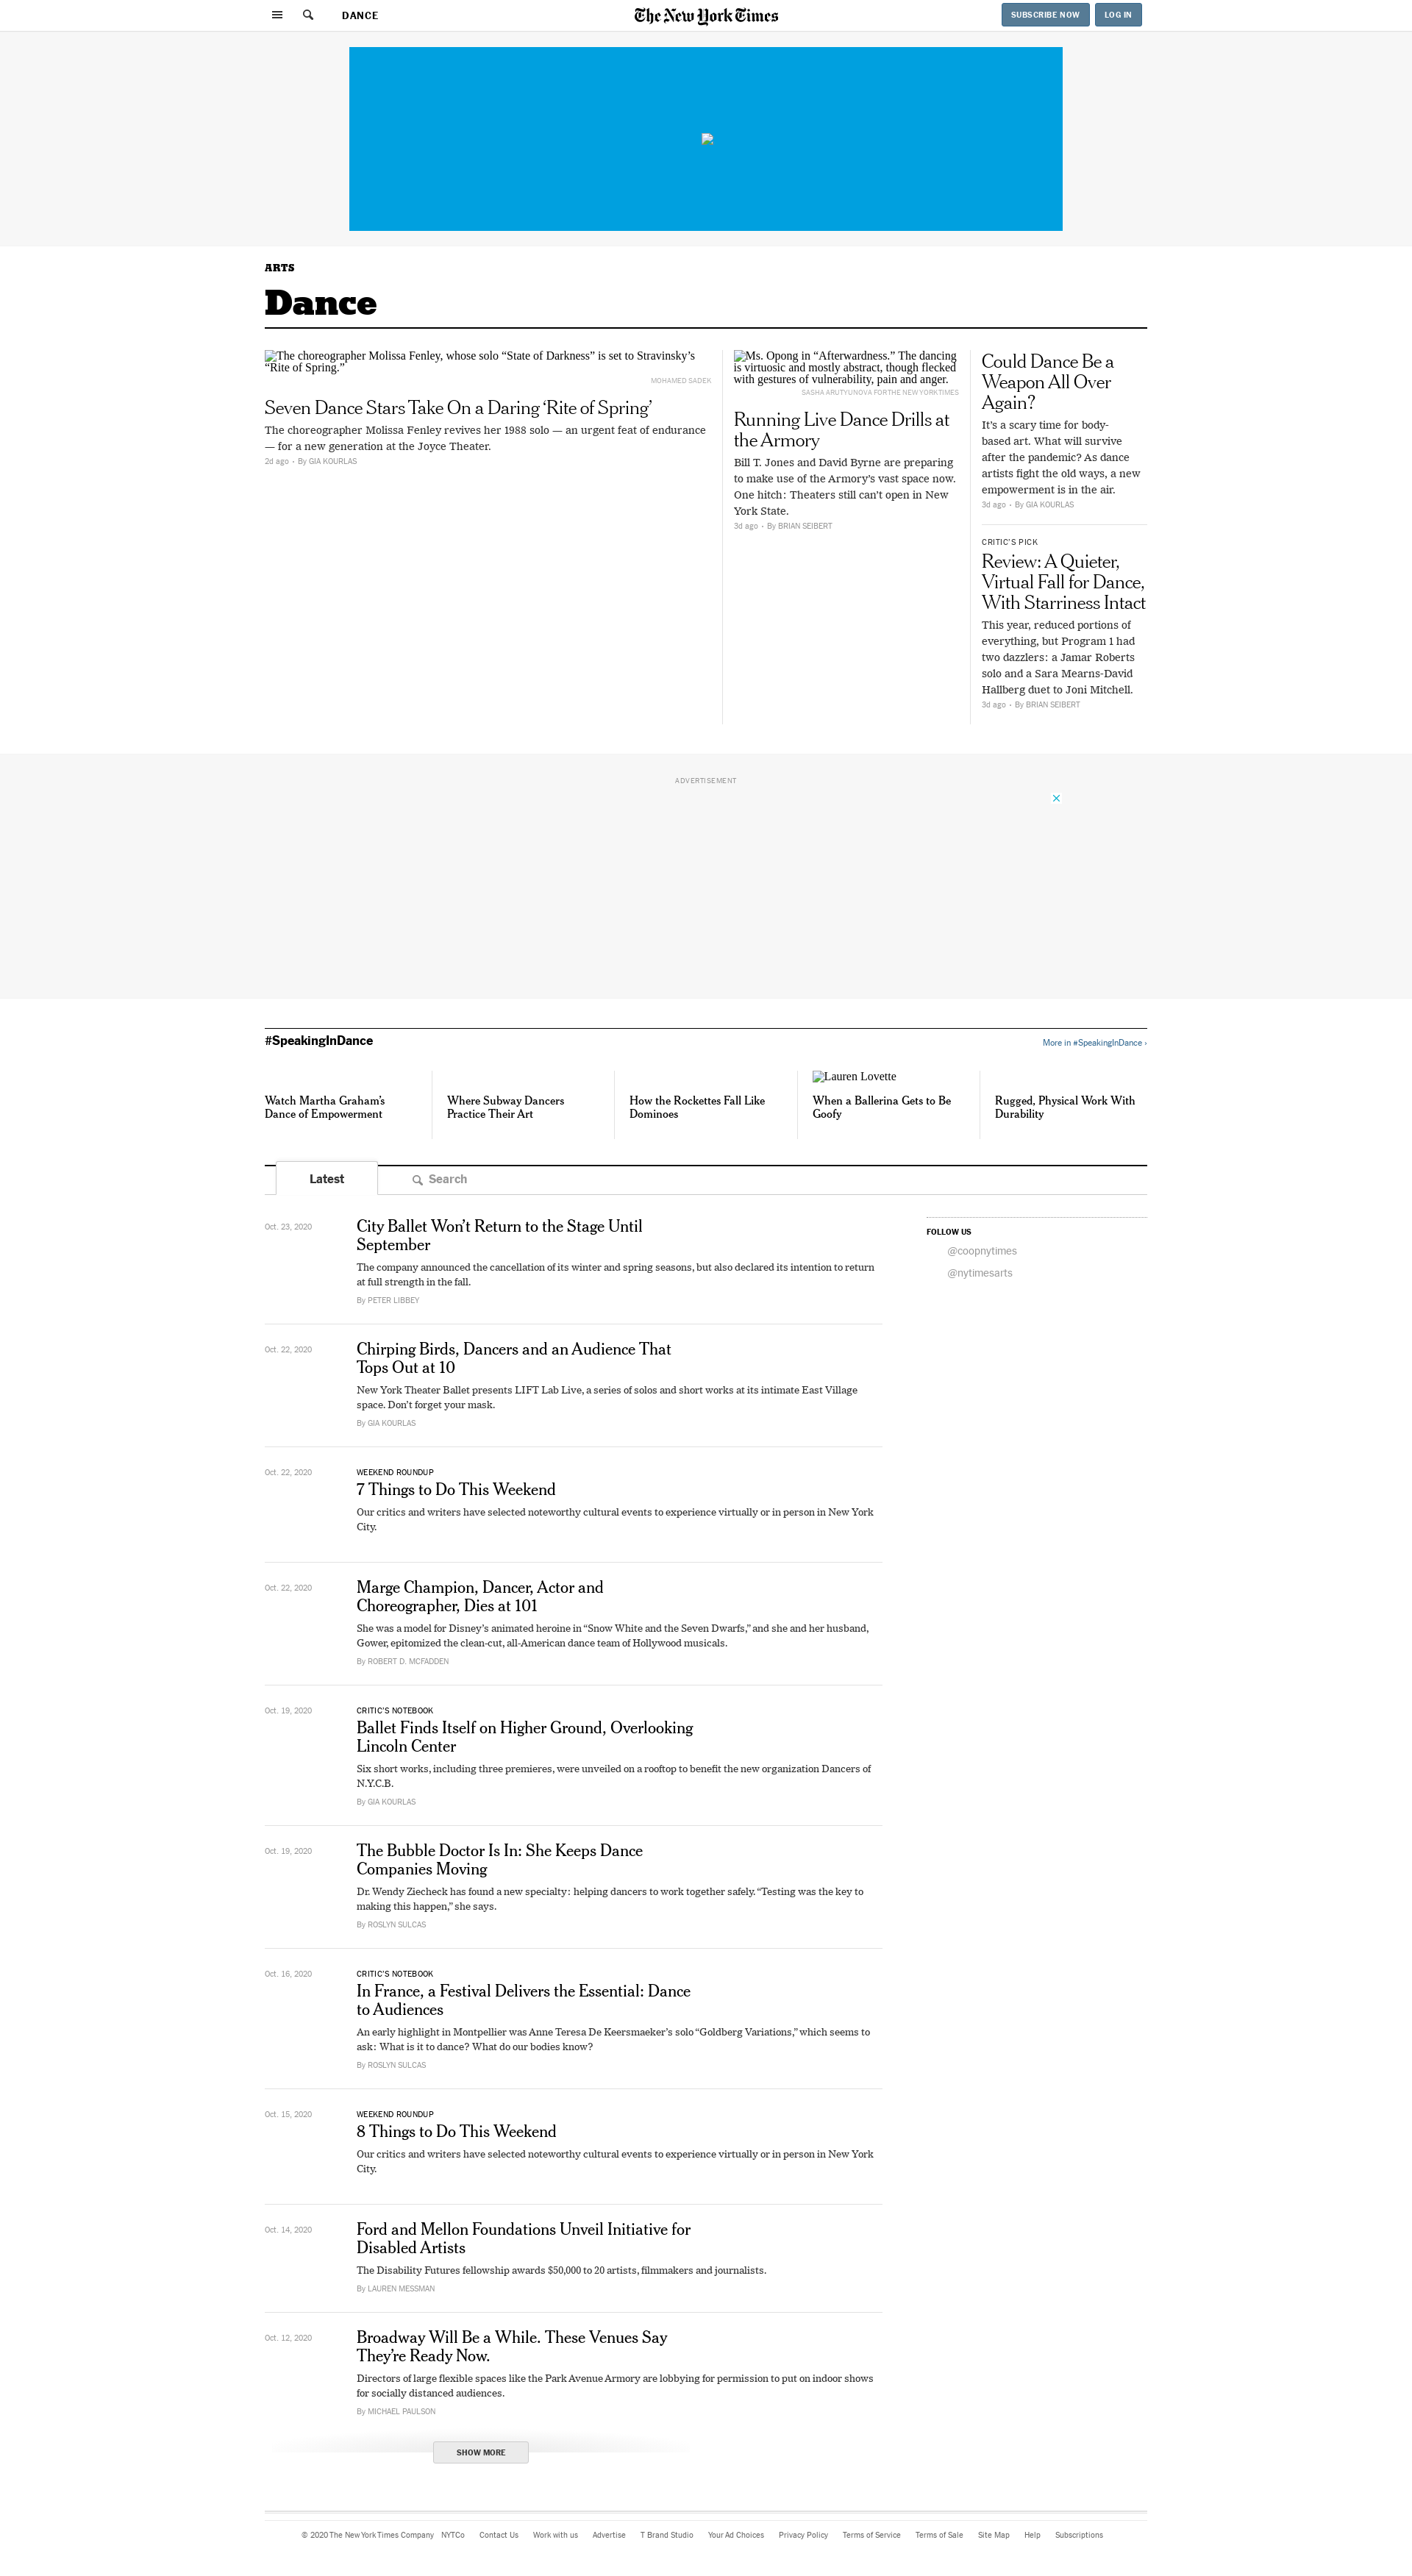 DANCE
The New York Times
SUBSCRIBE NOW
LOG IN
ARTS
Dance
The choreographer Molissa Fenley, whose solo “State of Darkness” is set to Stravinsky’s
“Rite of Spring.”
MOHAMED SADEK
Seven Dance Stars Take On a Daring ‘Rite of Spring’
The choreographer Molissa Fenley revives her 1988 solo — an urgent feat of endurance
— for a new generation at the Joyce Theater.
2d ago • By GIA KOURLAS
Ms. Opong in “Afterwardness.” The dancing
is virtuosic and mostly abstract, though flecked
with gestures of vulnerability, pain and anger.
SASHA ARUTYUNOVA FOR THE NEW YORK TIMES
Running Live Dance Drills at
the Armory
Bill T. Jones and David Byrne are preparing
to make use of the Armory’s vast space now.
One hitch: Theaters still can’t open in New
York State.
3d ago • By BRIAN SEIBERT
Could Dance Be a
Weapon All Over
Again?
It’s a scary time for body-
based art. What will survive
after the pandemic? As dance
artists fight the old ways, a new
empowerment is in the air.
3d ago • By GIA KOURLAS
CRITIC’S PICK
Review: A Quieter,
Virtual Fall for Dance,
With Starriness Intact
This year, reduced portions of
everything, but Program 1 had
two dazzlers: a Jamar Roberts
solo and a Sara Mearns-David
Hallberg duet to Joni Mitchell.
3d ago • By BRIAN SEIBERT
ADVERTISEMENT
#SpeakingInDance
More in #SpeakingInDance ›
Watch Martha Graham’s
Dance of Empowerment
Where Subway Dancers
Practice Their Art
How the Rockettes Fall Like
Dominoes
Lauren Lovette
When a Ballerina Gets to Be
Goofy
Rugged, Physical Work With
Durability
Latest
Search
Oct. 23, 2020
City Ballet Won’t Return to the Stage Until
September
The company announced the cancellation of its winter and spring seasons, but also declared its intention to return
at full strength in the fall.
By PETER LIBBEY
FOLLOW US
@coopnytimes
@nytimesarts
Oct. 22, 2020
Chirping Birds, Dancers and an Audience That
Tops Out at 10
New York Theater Ballet presents LIFT Lab Live, a series of solos and short works at its intimate East Village
space. Don’t forget your mask.
By GIA KOURLAS
Oct. 22, 2020
WEEKEND ROUNDUP
7 Things to Do This Weekend
Our critics and writers have selected noteworthy cultural events to experience virtually or in person in New York
City.
Oct. 22, 2020
Marge Champion, Dancer, Actor and
Choreographer, Dies at 101
She was a model for Disney’s animated heroine in “Snow White and the Seven Dwarfs,” and she and her husband,
Gower, epitomized the clean-cut, all-American dance team of Hollywood musicals.
By ROBERT D. MCFADDEN
Oct. 19, 2020
CRITIC’S NOTEBOOK
Ballet Finds Itself on Higher Ground, Overlooking
Lincoln Center
Six short works, including three premieres, were unveiled on a rooftop to benefit the new organization Dancers of
N.Y.C.B.
By GIA KOURLAS
Oct. 19, 2020
The Bubble Doctor Is In: She Keeps Dance
Companies Moving
Dr. Wendy Ziecheck has found a new specialty: helping dancers to work together safely. “Testing was the key to
making this happen,” she says.
By ROSLYN SULCAS
Oct. 16, 2020
CRITIC’S NOTEBOOK
In France, a Festival Delivers the Essential: Dance
to Audiences
An early highlight in Montpellier was Anne Teresa De Keersmaeker’s solo “Goldberg Variations,” which seems to
ask: What is it to dance? What do our bodies know?
By ROSLYN SULCAS
Oct. 15, 2020
WEEKEND ROUNDUP
8 Things to Do This Weekend
Our critics and writers have selected noteworthy cultural events to experience virtually or in person in New York
City.
Oct. 14, 2020
Ford and Mellon Foundations Unveil Initiative for
Disabled Artists
The Disability Futures fellowship awards $50,000 to 20 artists, filmmakers and journalists.
By LAUREN MESSMAN
Oct. 12, 2020
Broadway Will Be a While. These Venues Say
They’re Ready Now.
Directors of large flexible spaces like the Park Avenue Armory are lobbying for permission to put on indoor shows
for socially distanced audiences.
By MICHAEL PAULSON
SHOW MORE
© 2020 The New York Times Company NYTCo Contact Us Work with us Advertise T Brand Studio Your Ad Choices Privacy Policy Terms of Service Terms of Sale Site Map Help Subscriptions